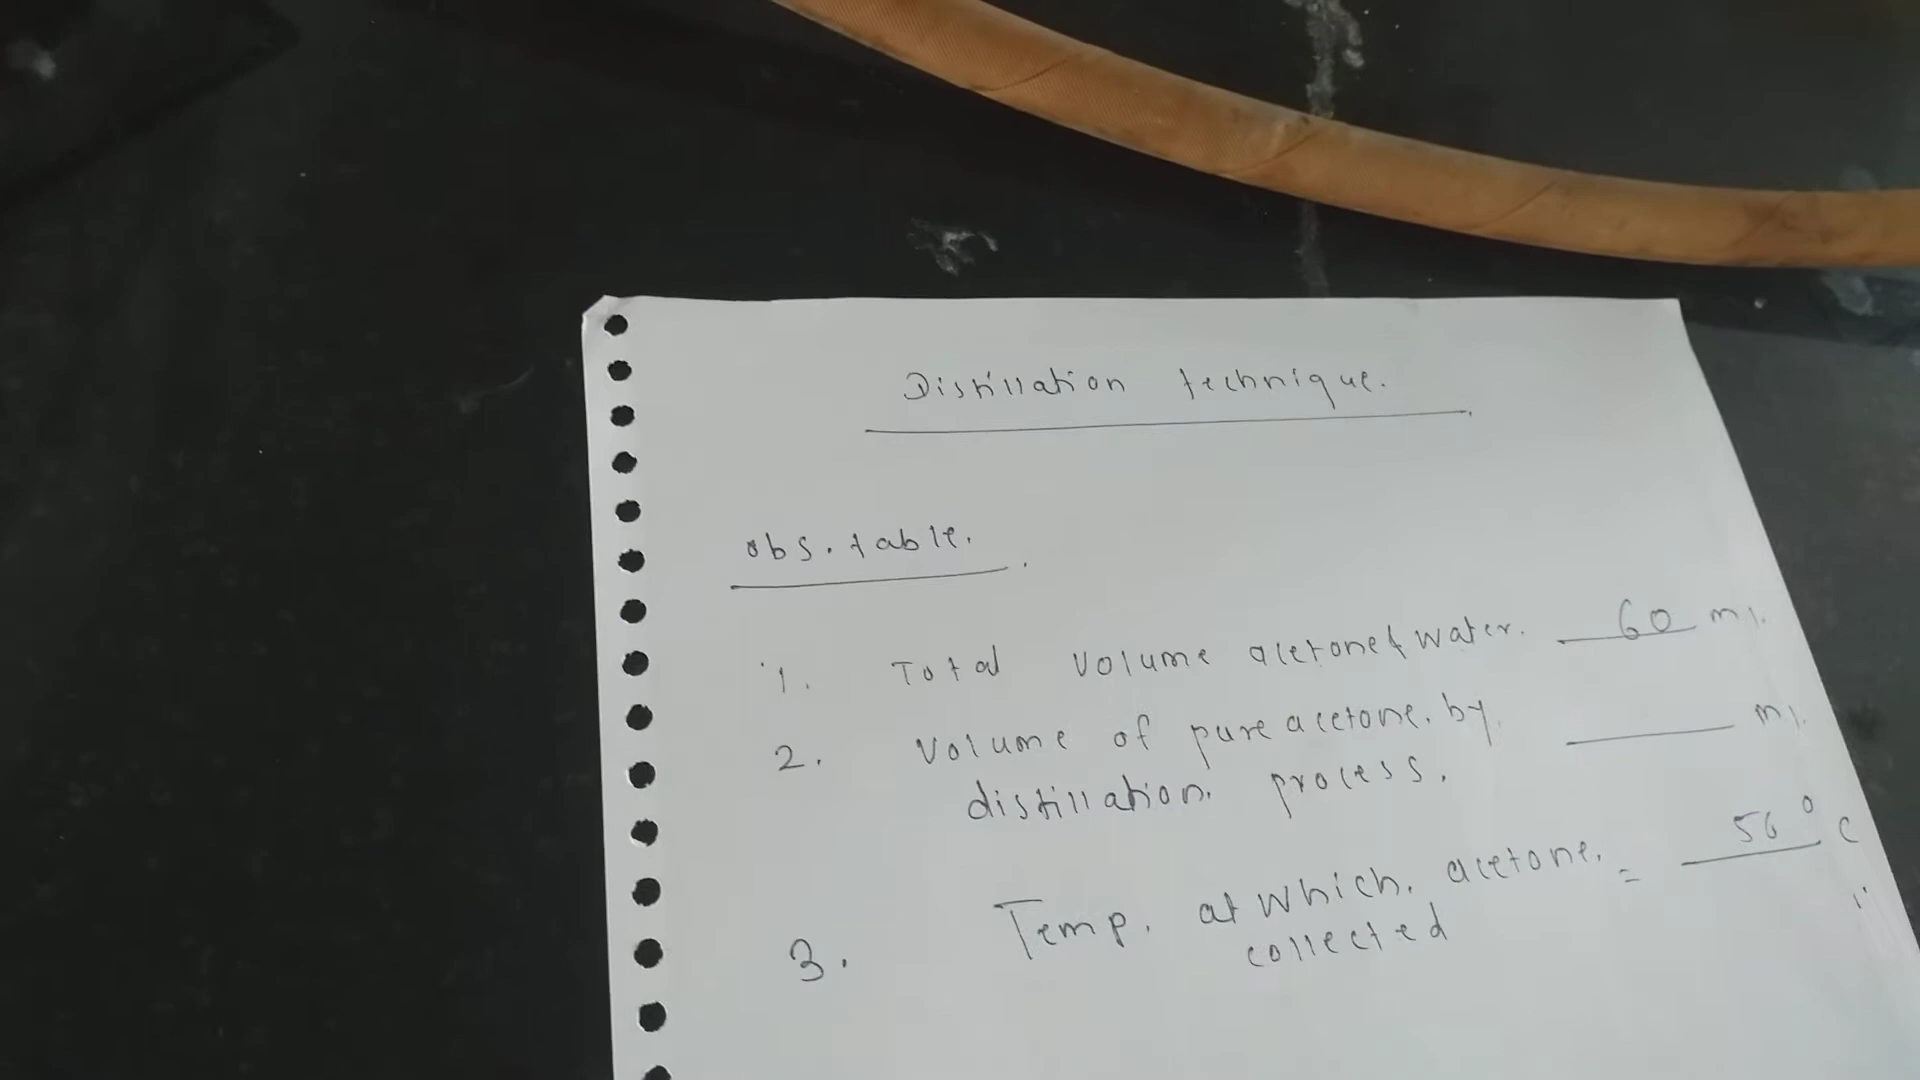 Distillation technique.
obs. table.
1. Total Volume acetone & water. 60 ml.
2. Volume of pure acetone. by. ____ ml.
distillation. process.
3. Temp. at which. acetone. = 56° C
collected